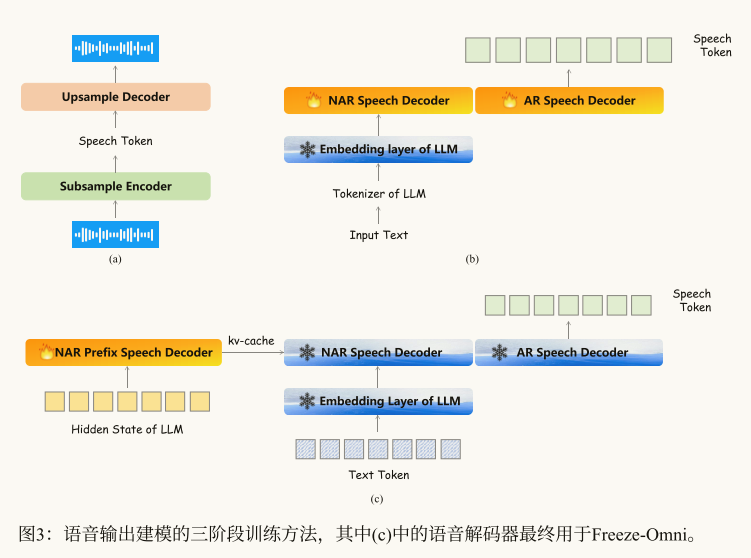 Upsample Decoder
Speech Token
Subsample Encoder
(a)
Speech
Token
NAR Speech Decoder
AR Speech Decoder
Embedding layer of LLM
Tokenizer of LLM
Input Text
(b)
Speech
Token
kv-cache
NAR Prefix Speech Decoder
NAR Speech Decoder
AR Speech Decoder
Embedding Layer of LLM
Hidden State of LLM
Text Token
(c)
图3：语音输出建模的三阶段训练方法，其中(c)中的语音解码器最终用于Freeze-Omni。